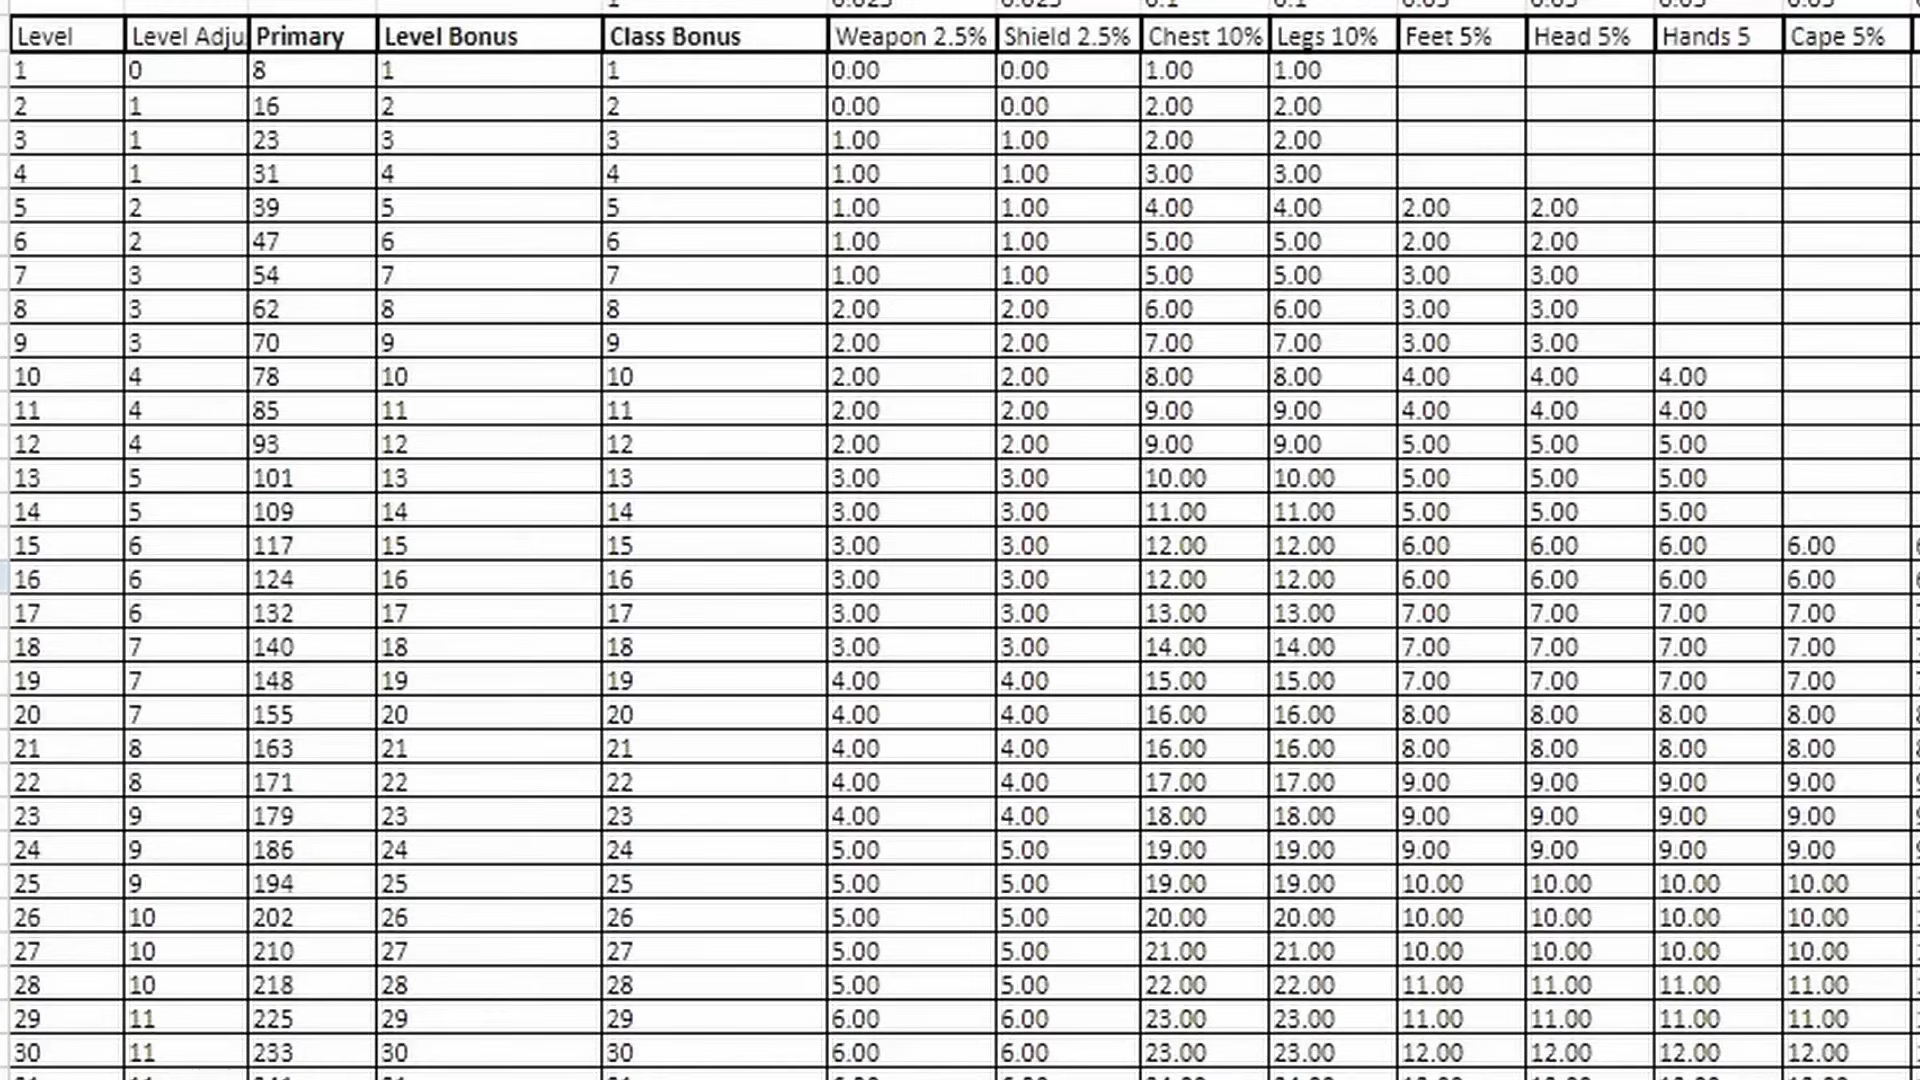 Level Level Adju Primary Level Bonus Class Bonus Weapon 2.5% Shield 2.5% Chest 10% Legs 10% Feet 5% Head 5% Hands 5 Cape 5%
1 0 8 1 1 0.00 0.00 1.00 1.00
2 1 16 2 2 0.00 0.00 2.00 2.00
3 1 23 3 3 1.00 1.00 2.00 2.00
4 1 31 4 4 1.00 1.00 3.00 3.00
5 2 39 5 5 1.00 1.00 4.00 4.00 2.00 2.00
6 2 47 6 6 1.00 1.00 5.00 5.00 2.00 2.00
7 3 54 7 7 1.00 1.00 5.00 5.00 3.00 3.00
8 3 62 8 8 2.00 2.00 6.00 6.00 3.00 3.00
9 3 70 9 9 2.00 2.00 7.00 7.00 3.00 3.00
10 4 78 10 10 2.00 2.00 8.00 8.00 4.00 4.00 4.00
11 4 85 11 11 2.00 2.00 9.00 9.00 4.00 4.00 4.00
12 4 93 12 12 2.00 2.00 9.00 9.00 5.00 5.00 5.00
13 5 101 13 13 3.00 3.00 10.00 10.00 5.00 5.00 5.00
14 5 109 14 14 3.00 3.00 11.00 11.00 5.00 5.00 5.00
15 6 117 15 15 3.00 3.00 12.00 12.00 6.00 6.00 6.00 6.00
16 6 124 16 16 3.00 3.00 12.00 12.00 6.00 6.00 6.00 6.00
17 6 132 17 17 3.00 3.00 13.00 13.00 7.00 7.00 7.00 7.00
18 7 140 18 18 3.00 3.00 14.00 14.00 7.00 7.00 7.00 7.00
19 7 148 19 19 4.00 4.00 15.00 15.00 7.00 7.00 7.00 7.00
20 7 155 20 20 4.00 4.00 16.00 16.00 8.00 8.00 8.00 8.00
21 8 163 21 21 4.00 4.00 16.00 16.00 8.00 8.00 8.00 8.00
22 8 171 22 22 4.00 4.00 17.00 17.00 9.00 9.00 9.00 9.00
23 9 179 23 23 4.00 4.00 18.00 18.00 9.00 9.00 9.00 9.00
24 9 186 24 24 5.00 5.00 19.00 19.00 9.00 9.00 9.00 9.00
25 9 194 25 25 5.00 5.00 19.00 19.00 10.00 10.00 10.00 10.00
26 10 202 26 26 5.00 5.00 20.00 20.00 10.00 10.00 10.00 10.00
27 10 210 27 27 5.00 5.00 21.00 21.00 10.00 10.00 10.00 10.00
28 10 218 28 28 5.00 5.00 22.00 22.00 11.00 11.00 11.00 11.00
29 11 225 29 29 6.00 6.00 23.00 23.00 11.00 11.00 11.00 11.00
30 11 233 30 30 6.00 6.00 23.00 23.00 12.00 12.00 12.00 12.00